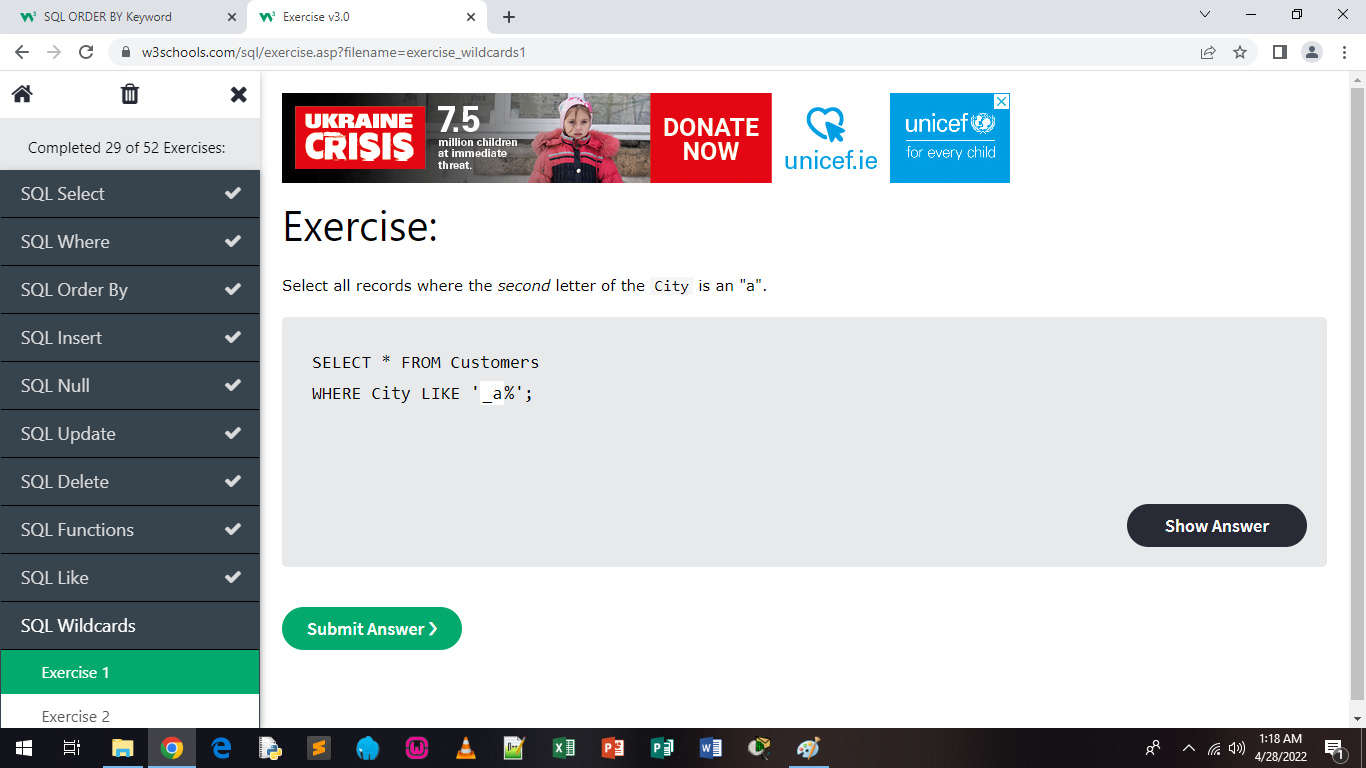 SQL ORDER BY Keyword
Exercise v3.0
w3schools.com/sql/exercise.asp?filename=exercise_wildcards1
Completed 29 of 52 Exercises:
SQL Select
SQL Where
SQL Order By
SQL Insert
SQL Null
SQL Update
SQL Delete
SQL Functions
SQL Like
SQL Wildcards
Exercise 1
Exercise 2
UKRAINE
CRISIS
7.5
million children
at immediate
threat.
DONATE
NOW
unicef.ie
unicef
for every child
Exercise:
Select all records where the second letter of the City is an "a".
SELECT * FROM Customers
WHERE City LIKE '_a%';
Show Answer
Submit Answer ❯
1:18 AM
4/28/2022
1